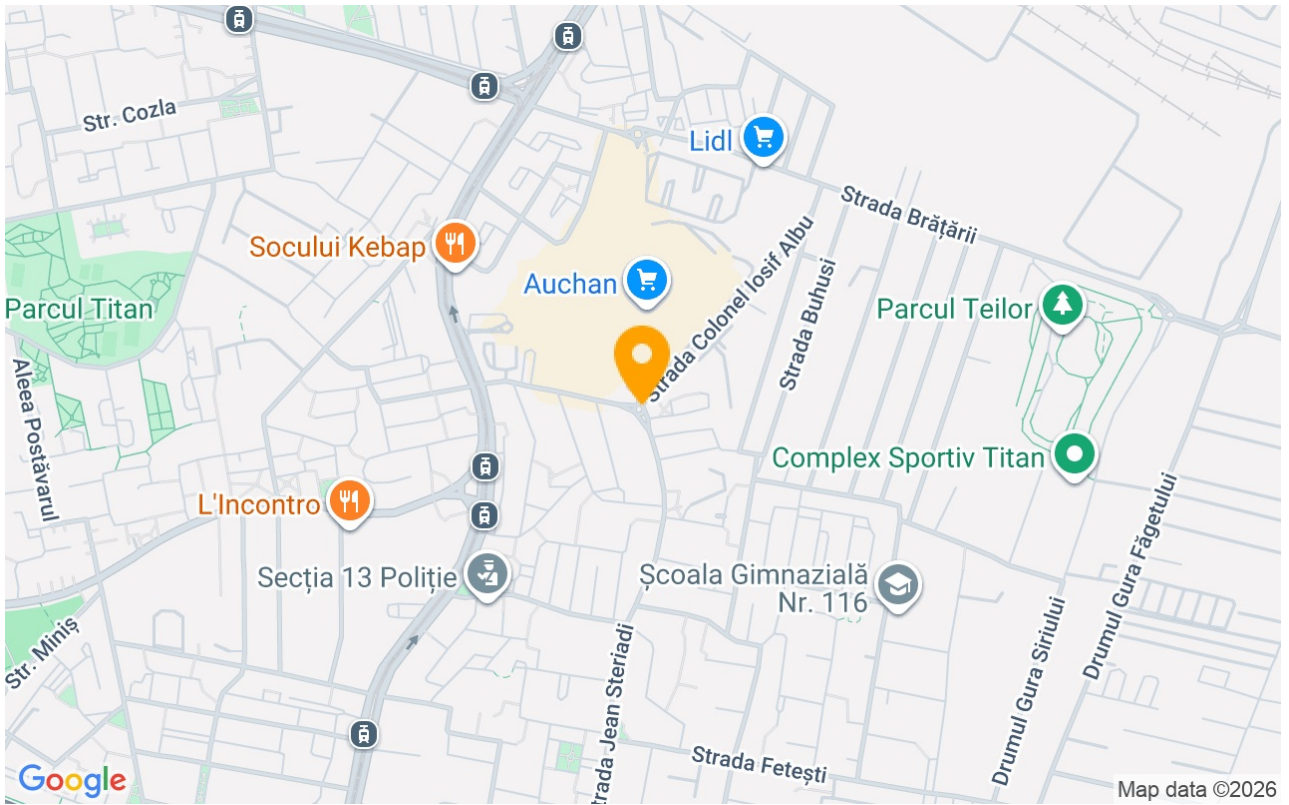 Str. Cozla
Lidl
Strada Brățării
Strada Colonel Iosif Albu
Socului Kebap
Auchan
Strada Buhusi
Parcul Titan
Parcul Teilor
Aleea Postăvarul
Complex Sportiv Titan
L'Incontro
Secția 13 Poliție
Școala Gimnazială
Nr. 116
Drumul Gura Făgetului
Drumul Gura Siriului
Str. Miniș
trada Jean Steriadi
Strada Fetești
Google
Map data ©2026